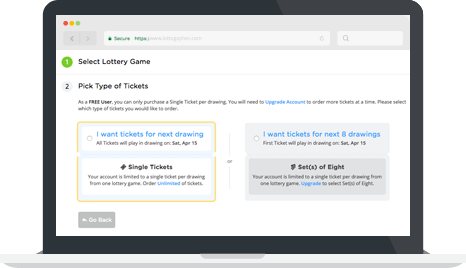 Secure https:
1 Select Lottery Game
2 Pick Type of Tickets
As a FREE User, you can only purchase a Single Ticket per drawing. You will need to Upgrade Account to order more tickets at a time. Please select
which type of tickets you would like to order.
I want tickets for next drawing
All Tickets will play in drawing on: Sat, Apr 15
Single Tickets
Your account is limited to a single ticket per drawing
from one lottery game. Order Unlimited of tickets.
or
I want tickets for next 8 drawings
First Ticket will play in drawing on: Sat, Apr 15
Set(s) of Eight
Your account is limited to a single ticket per drawing
from one lottery game. Upgrade to select Set(s) of Eight.
Go Back